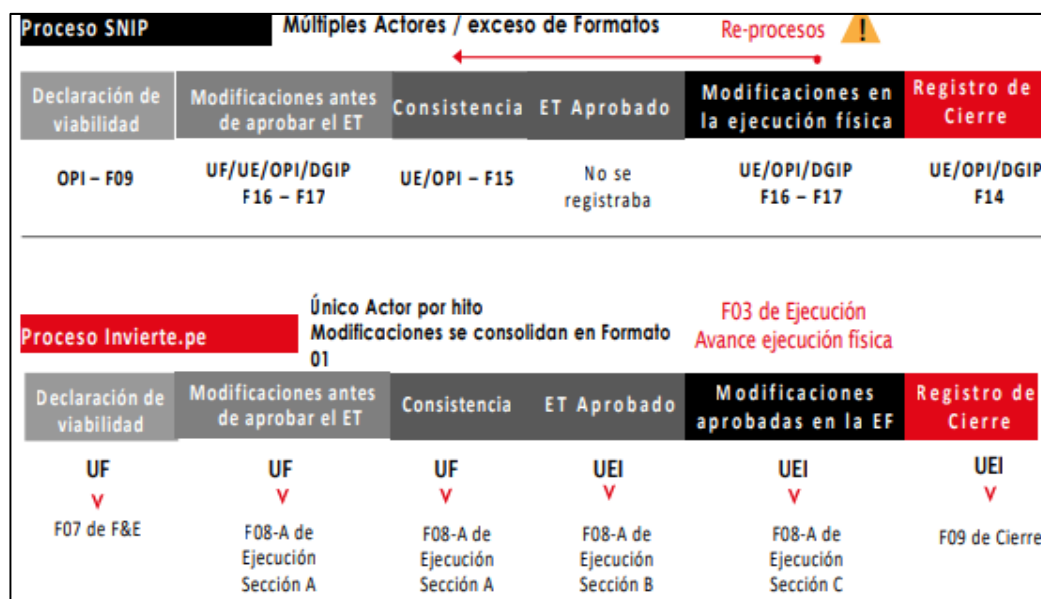 Proceso SNIP
Múltiples Actores / exceso de Formatos
Re-procesos
!
Declaración de
viabilidad
Modificaciones antes
de aprobar el ET
Consistencia
ET Aprobado
Modificaciones en
la ejecución física
Registro de
Cierre
OPI – F09
UF/UE/OPI/DGIP
F16 – F17
UE/OPI – F15
No se
registraba
UE/OPI/DGIP
F16 – F17
UE/OPI/DGIP
F14
Proceso Invierte.pe
Único Actor por hito
Modificaciones se consolidan en Formato
01
F03 de Ejecución
Avance ejecución física
Declaración de
viabilidad
Modificaciones antes
de aprobar el ET
Consistencia
ET Aprobado
Modificaciones
aprobadas en la EF
Registro de
Cierre
UF
F07 de F&E
UF
F08-A de
Ejecución
Sección A
UF
F08-A de
Ejecución
Sección A
UEI
F08-A de
Ejecución
Sección B
UEI
F08-A de
Ejecución
Sección C
UEI
F09 de Cierre